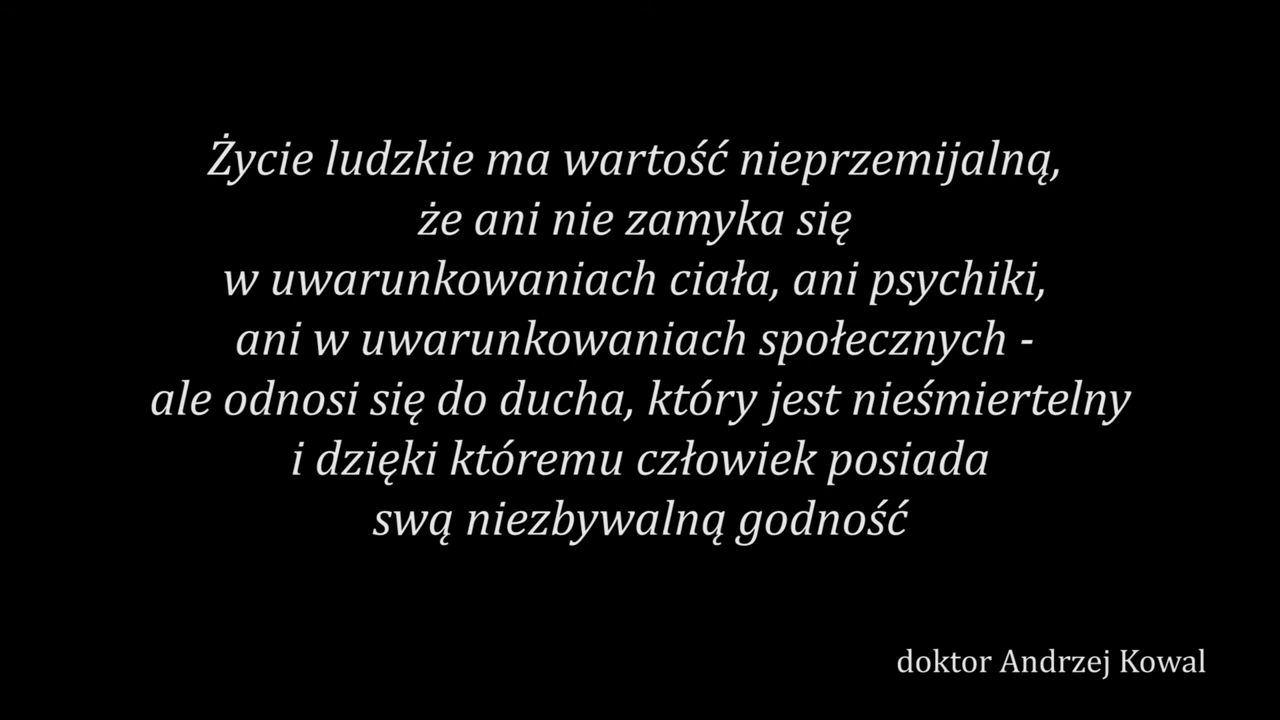 Życie ludzkie ma wartość nieprzemijalną,
że ani nie zamyka się
w uwarunkowaniach ciała, ani psychiki,
ani w uwarunkowaniach społecznych -
ale odnosi się do ducha, który jest nieśmiertelny
i dzięki któremu człowiek posiada
swą niezbywalną godność
doktor Andrzej Kowal